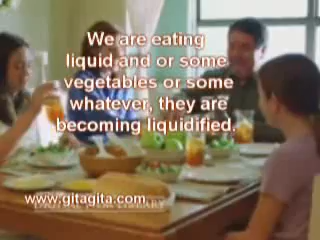 We are eating
liquid and or some
vegetables or some
whatever, they are
becoming liquidified.
www.gitagita.com